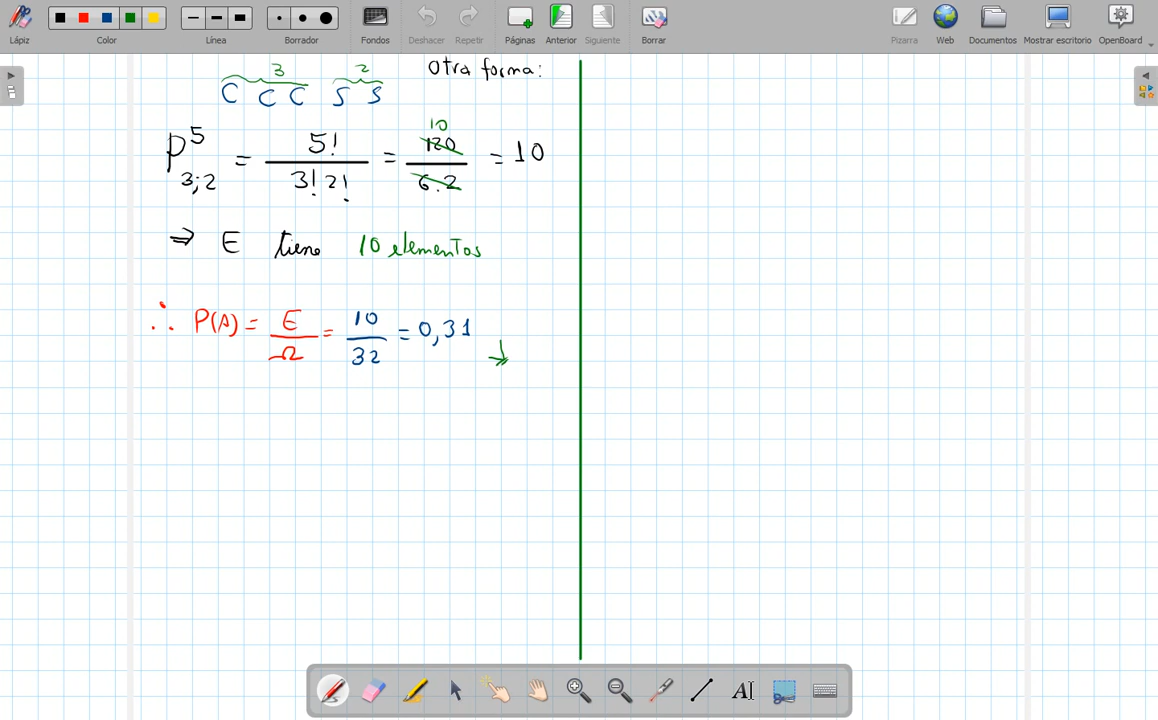 Lápiz Color Línea Borrador Fondos Deshacer Repetir Páginas Anterior Siguiente Borrar Pizarra Web Documentos Mostrar escritorio OpenBoard
3 2 Otra forma:
C C C S S
P^5_{3;2} = 5! / 3! 2! = 10 120 / 6.2 = 10
⇒ E tiene 10 elementos
∴ P(A) = E / Ω = 10 / 32 = 0,31